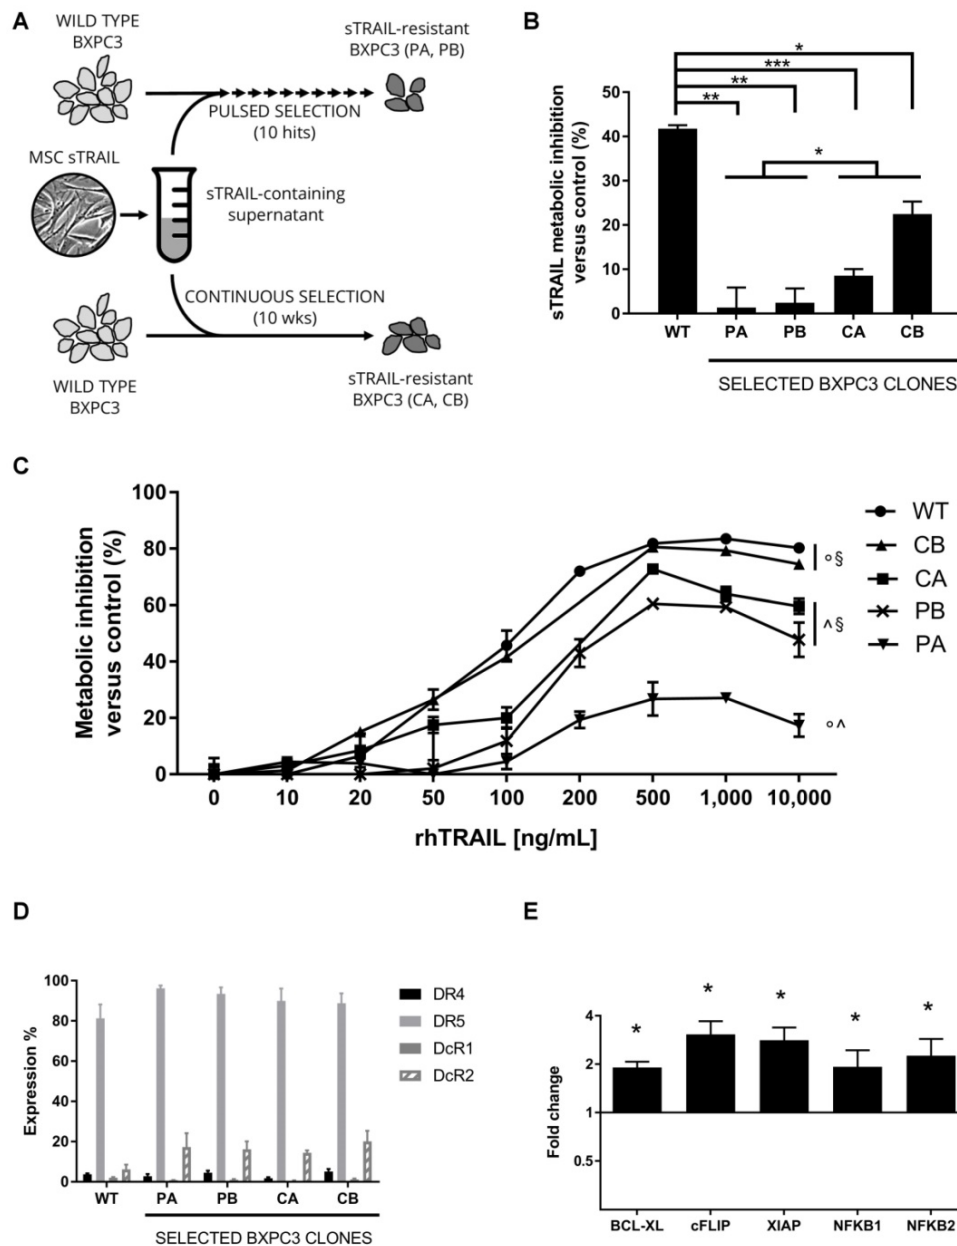 A
WILD TYPE
BXPC3
sTRAIL-resistant
BXPC3 (PA, PB)
PULSED SELECTION
(10 hits)
MSC sTRAIL
sTRAIL-containing
supernatant
CONTINUOUS SELECTION
(10 wks)
WILD TYPE
BXPC3
sTRAIL-resistant
BXPC3 (CA, CB)
B
sTRAIL metabolic inhibition
versus control (%)
50
40
30
20
10
0
*
***
**
**
*
WT PA PB CA CB
SELECTED BXPC3 CLONES
C
Metabolic inhibition
versus control (%)
100
80
60
40
20
0
0 10 20 50 100 200 500 1,000 10,000
rhTRAIL [ng/mL]
∘§
^§
∘^
WT
CB
CA
PB
PA
D
Expression %
100
80
60
40
20
0
WT PA PB CA CB
SELECTED BXPC3 CLONES
DR4
DR5
DcR1
DcR2
E
Fold change
4
2
1
0.5
* * * * *
BCL-XL cFLIP XIAP NFKB1 NFKB2